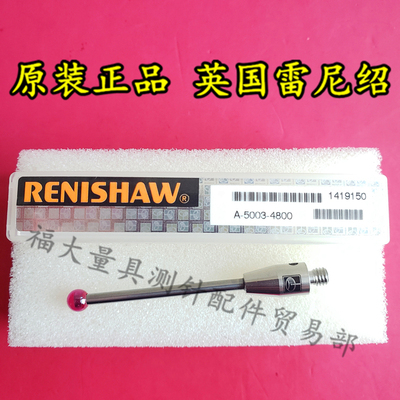 原装正品 英国雷尼绍
RENISHAW®
1419150
A-5003-4800
福大量具测针配件贸易部